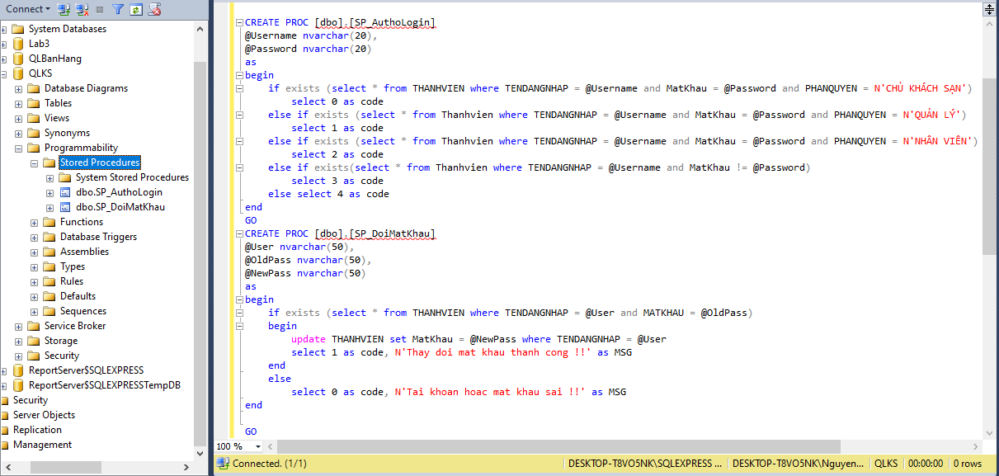 Connect
System Databases
Lab3
QLBanHang
QLKS
Database Diagrams
Tables
Views
Synonyms
Programmability
Stored Procedures
System Stored Procedures
dbo.SP_AuthoLogin
dbo.SP_DoiMatKhau
Functions
Database Triggers
Assemblies
Types
Rules
Defaults
Sequences
Service Broker
Storage
Security
ReportServer$SQLEXPRESS
ReportServer$SQLEXPRESSTempDB
Security
Server Objects
Replication
Management
CREATE PROC [dbo].[SP_AuthoLogin]
@Username nvarchar(20),
@Password nvarchar(20)
as
begin
if exists (select * from THANHVIEN where TENDANGNHAP = @Username and MatKhau = @Password and PHANQUYEN = N'CHỦ KHÁCH SẠN')
select 0 as code
else if exists (select * from Thanhvien where TENDANGNHAP = @Username and MatKhau = @Password and PHANQUYEN = N'QUẢN LÝ')
select 1 as code
else if exists (select * from Thanhvien where TENDANGNHAP = @Username and MatKhau = @Password and PHANQUYEN = N'NHÂN VIÊN')
select 2 as code
else if exists(select * from Thanhvien where TENDANGNHAP = @Username and MatKhau != @Password)
select 3 as code
else select 4 as code
end
GO
CREATE PROC [dbo].[SP_DoiMatKhau]
@User nvarchar(50),
@OldPass nvarchar(50),
@NewPass nvarchar(50)
as
begin
if exists (select * from THANHVIEN where TENDANGNHAP = @User and MATKHAU = @OldPass)
begin
update THANHVIEN set MatKhau = @NewPass where TENDANGNHAP = @User
select 1 as code, N'Thay doi mat khau thanh cong !!' as MSG
end
else
select 0 as code, N'Tai khoan hoac mat khau sai !!' as MSG
end
GO
100 %
Connected. (1/1)
DESKTOP-T8VO5NK\SQLEXPRESS ...
DESKTOP-T8VO5NK\Nguyen...
QLKS
00:00:00
0 rows